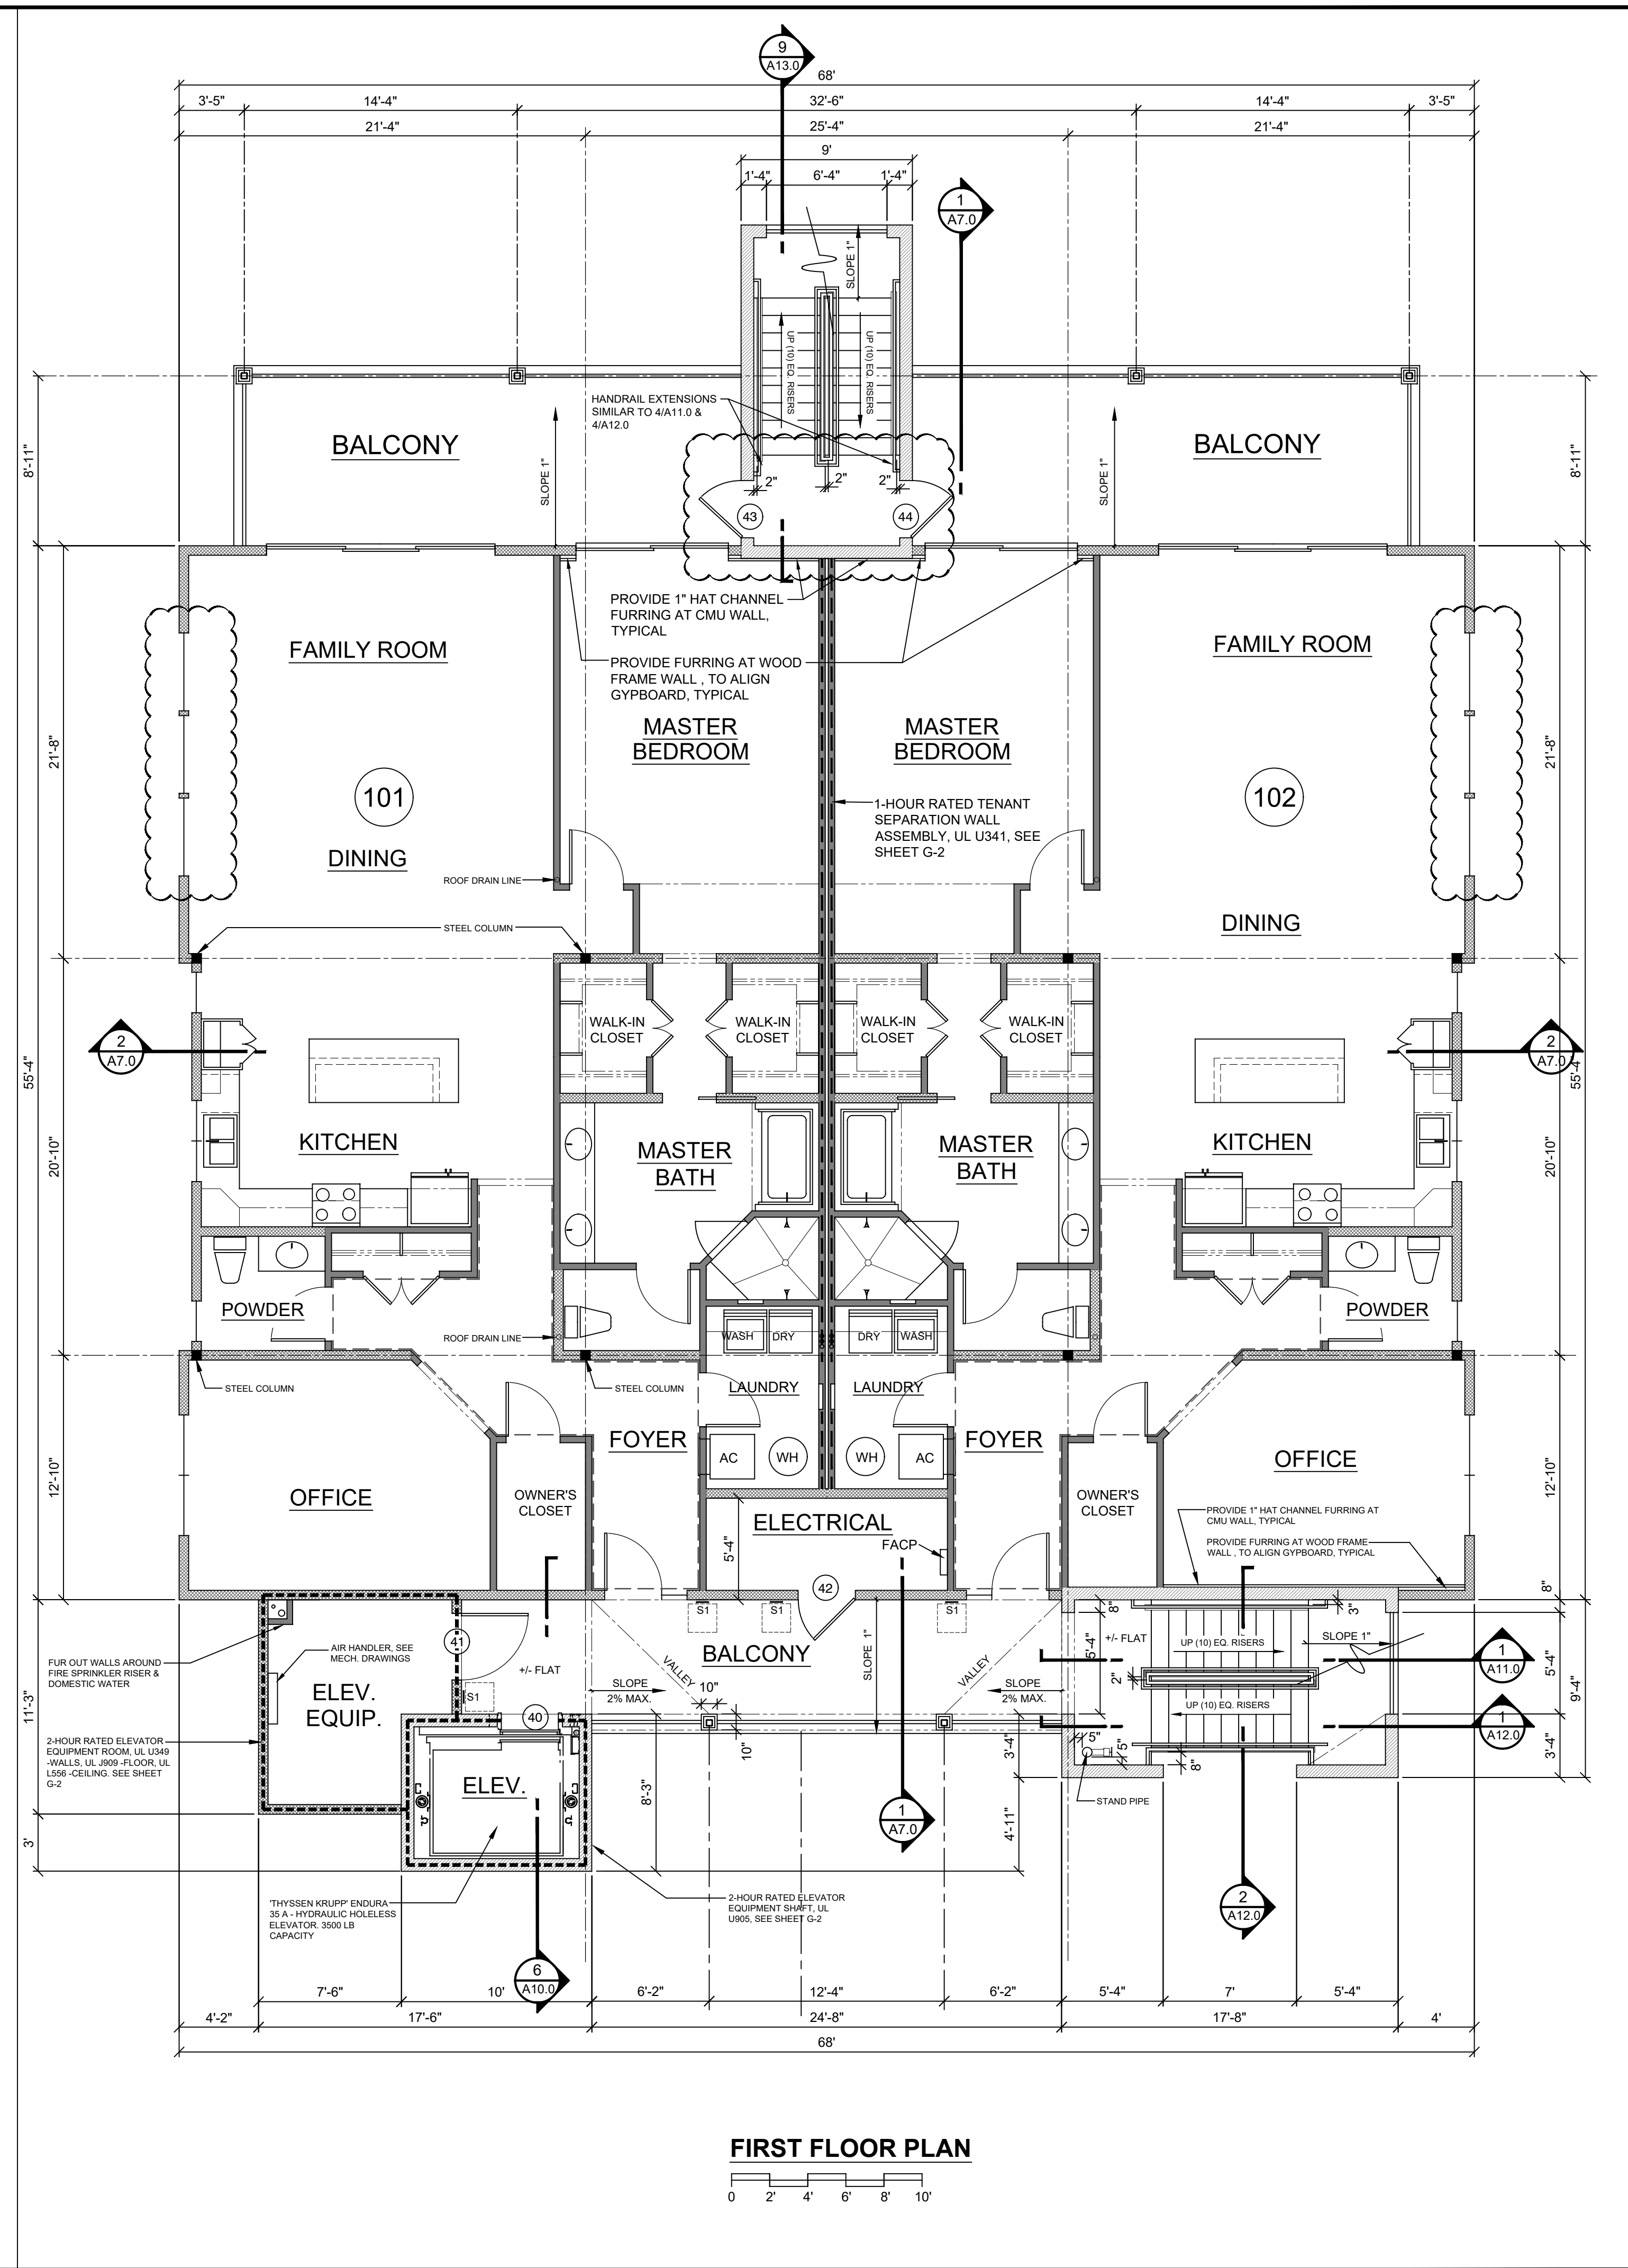 9
A13.0
68'
3'-5"
14'-4"
32'-6"
14'-4"
3'-5"
21'-4"
25'-4"
21'-4"
9'
1'-4"
6'-4"
1'-4"
1
A7.0
SLOPE 1"
UP (10) EQ. RISERS
UP (10) EQ. RISERS
HANDRAIL EXTENSIONS
SIMILAR TO 4/A11.0 &
4/A12.0
BALCONY
BALCONY
SLOPE 1"
SLOPE 1"
8'-11"
8'-11"
2"
2"
2"
43
44
PROVIDE 1" HAT CHANNEL
FURRING AT CMU WALL,
TYPICAL
FAMILY ROOM
FAMILY ROOM
PROVIDE FURRING AT WOOD
FRAME WALL , TO ALIGN
GYPBOARD, TYPICAL
MASTER
BEDROOM
MASTER
BEDROOM
21'-8"
21'-8"
101
102
1-HOUR RATED TENANT
SEPARATION WALL
ASSEMBLY, UL U341, SEE
SHEET G-2
DINING
ROOF DRAIN LINE
DINING
STEEL COLUMN
WALK-IN
CLOSET
WALK-IN
CLOSET
WALK-IN
CLOSET
WALK-IN
CLOSET
2
A7.0
2
A7.0
55'-4"
55'-4"
KITCHEN
MASTER
BATH
MASTER
BATH
KITCHEN
20'-10"
20'-10"
POWDER
POWDER
ROOF DRAIN LINE
WASH
DRY
DRY
WASH
STEEL COLUMN
STEEL COLUMN
LAUNDRY
LAUNDRY
FOYER
FOYER
AC
WH
WH
AC
OFFICE
OFFICE
12'-10"
12'-10"
OWNER'S
CLOSET
OWNER'S
CLOSET
PROVIDE 1" HAT CHANNEL FURRING AT
CMU WALL, TYPICAL
PROVIDE FURRING AT WOOD FRAME
WALL , TO ALIGN GYPBOARD, TYPICAL
ELECTRICAL
FACP
5'-4"
42
8"
S1
S1
S1
41
8"
3"
AIR HANDLER, SEE
MECH. DRAWINGS
FUR OUT WALLS AROUND
FIRE SPRINKLER RISER &
DOMESTIC WATER
+/- FLAT
BALCONY
VALLEY
VALLEY
SLOPE 1"
+/- FLAT
5'-4"
UP (10) EQ. RISERS
SLOPE 1"
1
A11.0
5'-4"
9'-4"
ELEV.
EQUIP.
S1
SLOPE
2% MAX.
SLOPE
2% MAX.
10"
2"
UP (10) EQ. RISERS
11'-3"
40
1
A12.0
2-HOUR RATED ELEVATOR
EQUIPMENT ROOM, UL U349
-WALLS, UL J909 -FLOOR, UL
L556 -CEILING. SEE SHEET
G-2
10"
3'-4"
5"
5"
8"
3'-4"
ELEV.
8'-3"
STAND PIPE
1
A7.0
4'-11"
3'
'THYSSEN KRUPP' ENDURA
35 A - HYDRAULIC HOLELESS
ELEVATOR. 3500 LB
CAPACITY
2-HOUR RATED ELEVATOR
EQUIPMENT SHAFT, UL
U905, SEE SHEET G-2
2
A12.0
6
A10.0
7'-6"
10'
6'-2"
12'-4"
6'-2"
5'-4"
7'
5'-4"
4'-2"
17'-6"
24'-8"
17'-8"
4'
68'
FIRST FLOOR PLAN
0 2' 4' 6' 8' 10'